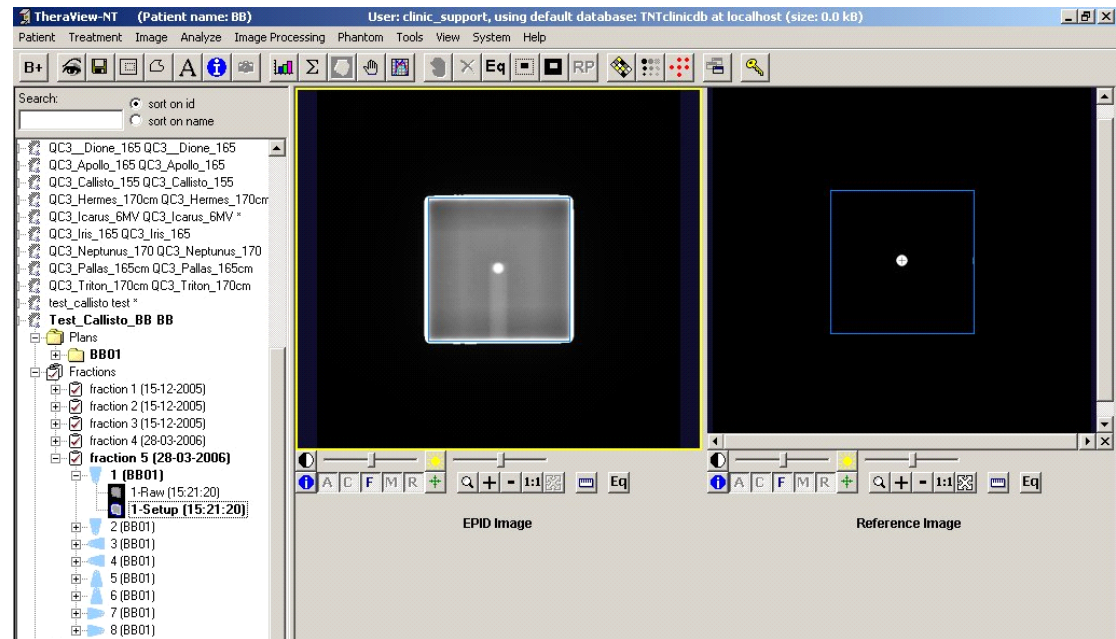 TheraView-NT (Patient name: BB) User: clinic_support, using default database: TNTclinicdb at localhost (size: 0.0 kB)
Patient Treatment Image Analyze Image Processing Phantom Tools View System Help
B+ A i Σ Eq RP
Search:
sort on id
sort on name
QC3__Dione_165 QC3__Dione_165
QC3_Apollo_165 QC3_Apollo_165
QC3_Callisto_155 QC3_Callisto_155
QC3_Hermes_170cm QC3_Hermes_170cm
QC3_Icarus_6MV QC3_Icarus_6MV *
QC3_Iris_165 QC3_Iris_165
QC3_Neptunus_170 QC3_Neptunus_170
QC3_Pallas_165cm QC3_Pallas_165cm
QC3_Triton_170cm QC3_Triton_170cm
test_callisto test *
Test_Callisto_BB BB
Plans
BB01
Fractions
fraction 1 (15-12-2005)
fraction 2 (15-12-2005)
fraction 3 (15-12-2005)
fraction 4 (28-03-2006)
fraction 5 (28-03-2006)
1 (BB01)
1-Raw (15:21:20)
1-Setup (15:21:20)
2 (BB01)
3 (BB01)
4 (BB01)
5 (BB01)
6 (BB01)
7 (BB01)
8 (BB01)
i A C F M R 1:1 Eq
EPID Image
i A C F M R 1:1 Eq
Reference Image